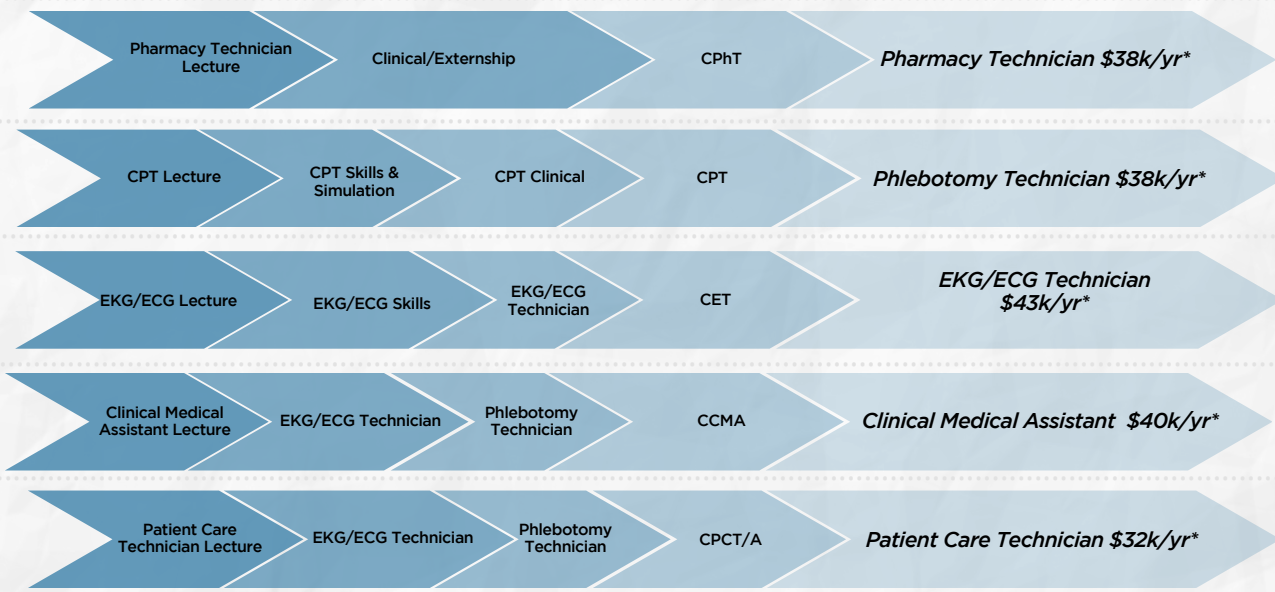 Pharmacy Technician
Lecture
Clinical/Externship
CPhT
Pharmacy Technician $38k/yr*
CPT Lecture
CPT Skills &
Simulation
CPT Clinical
CPT
Phlebotomy Technician $38k/yr*
EKG/ECG Lecture
EKG/ECG Skills
EKG/ECG
Technician
CET
EKG/ECG Technician
$43k/yr*
Clinical Medical
Assistant Lecture
EKG/ECG Technician
Phlebotomy
Technician
CCMA
Clinical Medical Assistant $40k/yr*
Patient Care
Technician Lecture
EKG/ECG Technician
Phlebotomy
Technician
CPCT/A
Patient Care Technician $32k/yr*